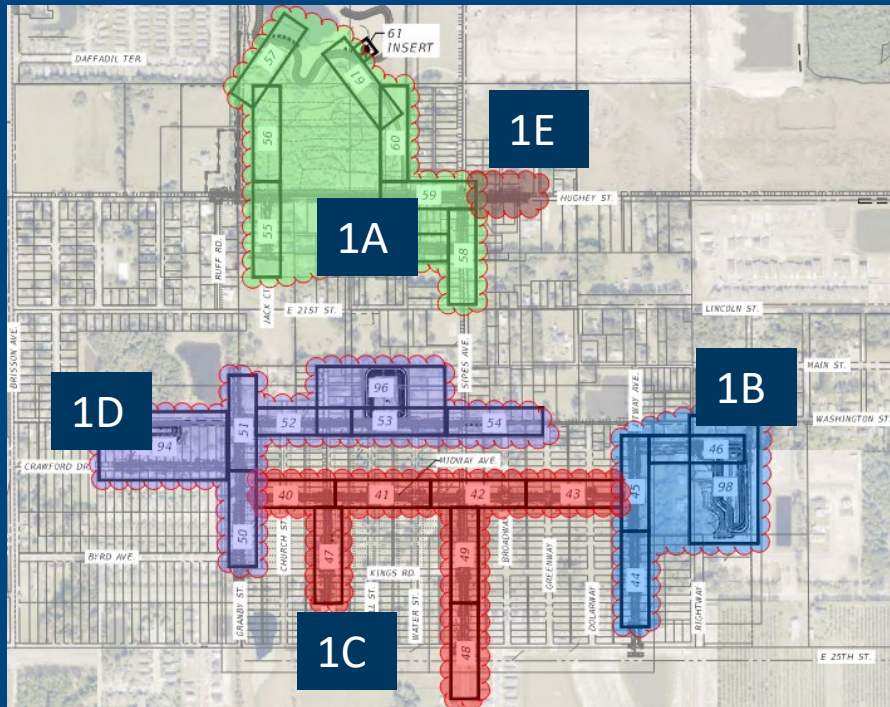 61
INSERT
DAFFADIL TER.
57
61
56
60
1E
59
HUGHEY ST.
1A
55
58
RUFF RD.
JACK CT.
E 21ST ST.
LINCOLN ST.
BRISSON AVE.
SIPES AVE.
MAIN ST.
1D
96
1B
51
52
53
54
WASHINGTON ST.
94
46
CRAWFORD DR.
MIDWAY AVE.
40
41
42
43
45
98
50
CHURCH ST.
BROADWAY
BYRD AVE.
47
49
KINGS RD.
GREENWAY
GRANBY ST.
WATER ST.
44
DOLARWAY
RIGHTWAY
1C
48
E 25TH ST.